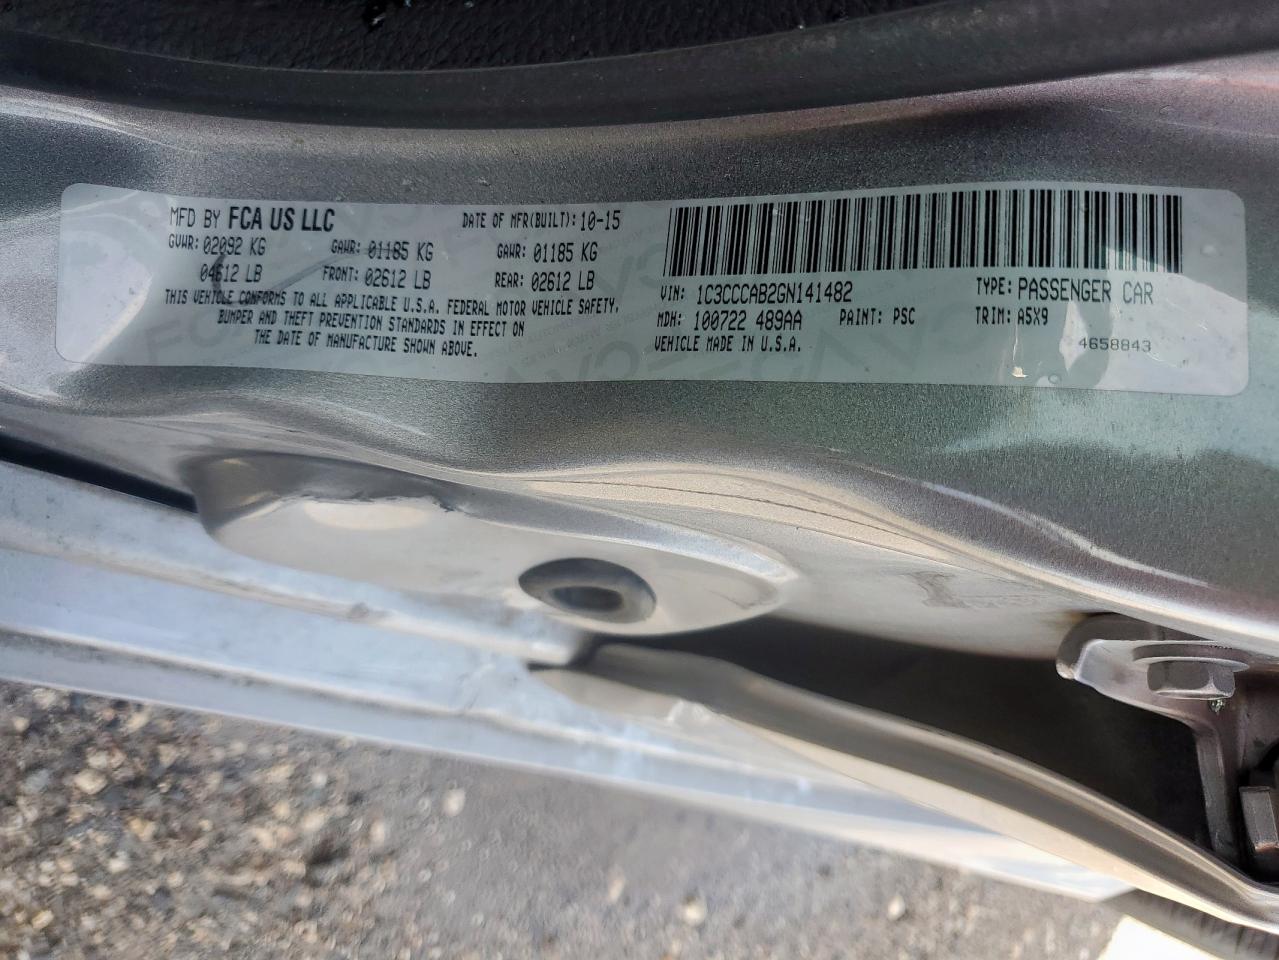 MFD BY FCA US LLC DATE OF MFR(BUILT): 10-15
GVWR: 02092 KG GAWR: 01185 KG GAWR: 01185 KG
04612 LB FRONT: 02612 LB REAR: 02612 LB
THIS VEHICLE CONFORMS TO ALL APPLICABLE U.S.A. FEDERAL MOTOR VEHICLE SAFETY,
BUMPER AND THEFT PREVENTION STANDARDS IN EFFECT ON
THE DATE OF MANUFACTURE SHOWN ABOVE.
VIN: 1C3CCCAB2GN141482 TYPE: PASSENGER CAR
MDH: 100722 489AA PAINT: PSC TRIM: A5X9
VEHICLE MADE IN U.S.A. 4658843